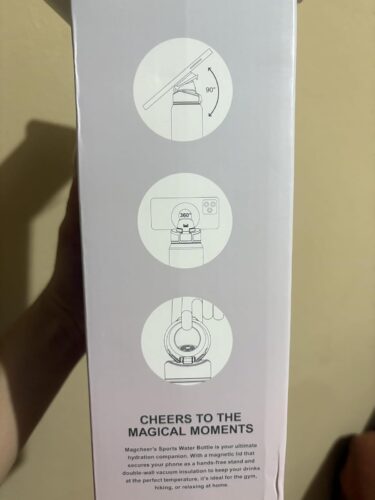 90°
360°
CHEERS TO THE
MAGICAL MOMENTS
Magcheer's Sports Water Bottle is your ultimate
hydration companion. With a magnetic lid that
secures your phone as a hands-free stand and
double-wall vacuum insulation to keep your drinks
at the perfect temperature, it's ideal for the gym,
hiking, or relaxing at home.